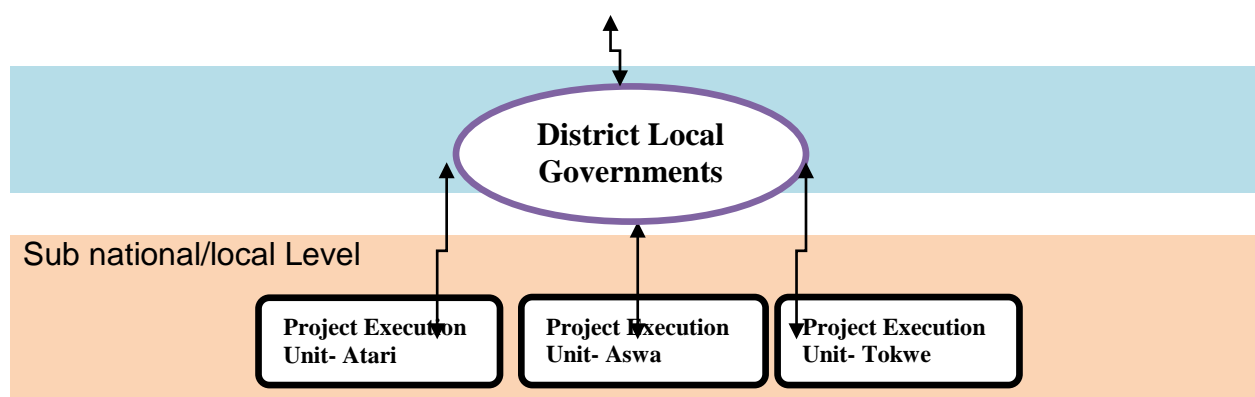 District Local
Governments
Sub national/local Level
Project Execution
Unit- Atari
Project Execution
Unit- Aswa
Project Execution
Unit- Tokwe